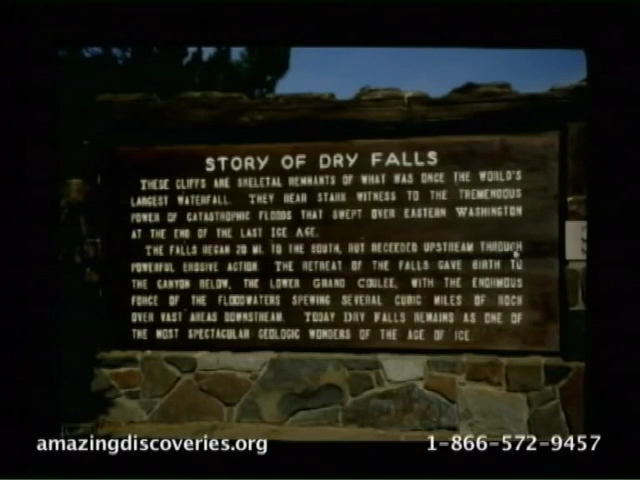 STORY OF DRY FALLS
THESE CLIFFS ARE SKELETAL REMNANTS OF WHAT WAS ONCE THE WORLD'S
LARGEST WATERFALL. THEY BEAR STARK WITNESS TO THE TREMENDOUS
POWER OF CATASTROPHIC FLOODS THAT SWEPT OVER EASTERN WASHINGTON
AT THE END OF THE LAST ICE AGE.
THE FALLS BEGAN 20 MI. TO THE SOUTH, BUT RECEEDED UPSTREAM THROUGH
POWERFUL EROSIVE ACTION. THE RETREAT OF THE FALLS GAVE BIRTH TO
THE CANYON BELOW, THE LOWER GRAND COULEE, WITH THE ENORMOUS
FORCE OF THE FLOODWATERS SPEWING SEVERAL CUBIC MILES OF ROCK
OVER VAST AREAS DOWNSTREAM. TODAY DRY FALLS REMAINS AS ONE OF
THE MOST SPECTACULAR GEOLOGIC WONDERS OF THE AGE OF ICE
amazingdiscoveries.org 1-866-572-9457